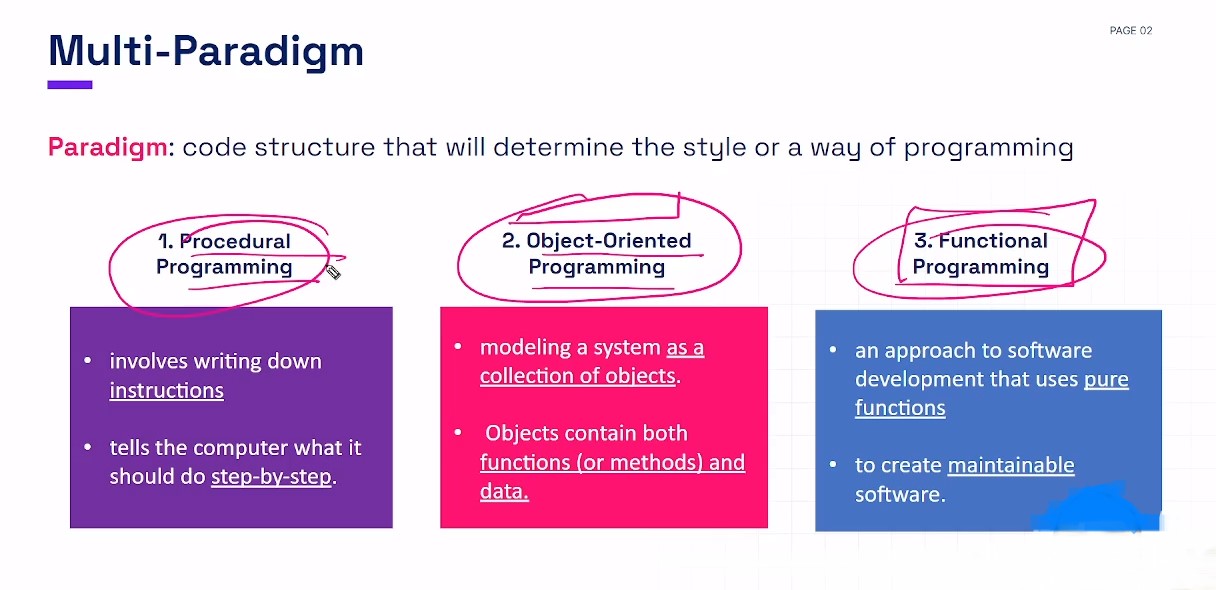 PAGE 02
Multi-Paradigm
Paradigm: code structure that will determine the style or a way of programming
1. Procedural
Programming
• involves writing down
instructions
• tells the computer what it
should do step-by-step.
2. Object-Oriented
Programming
• modeling a system as a
collection of objects.
• Objects contain both
functions (or methods) and
data.
3. Functional
Programming
• an approach to software
development that uses pure
functions
• to create maintainable
software.